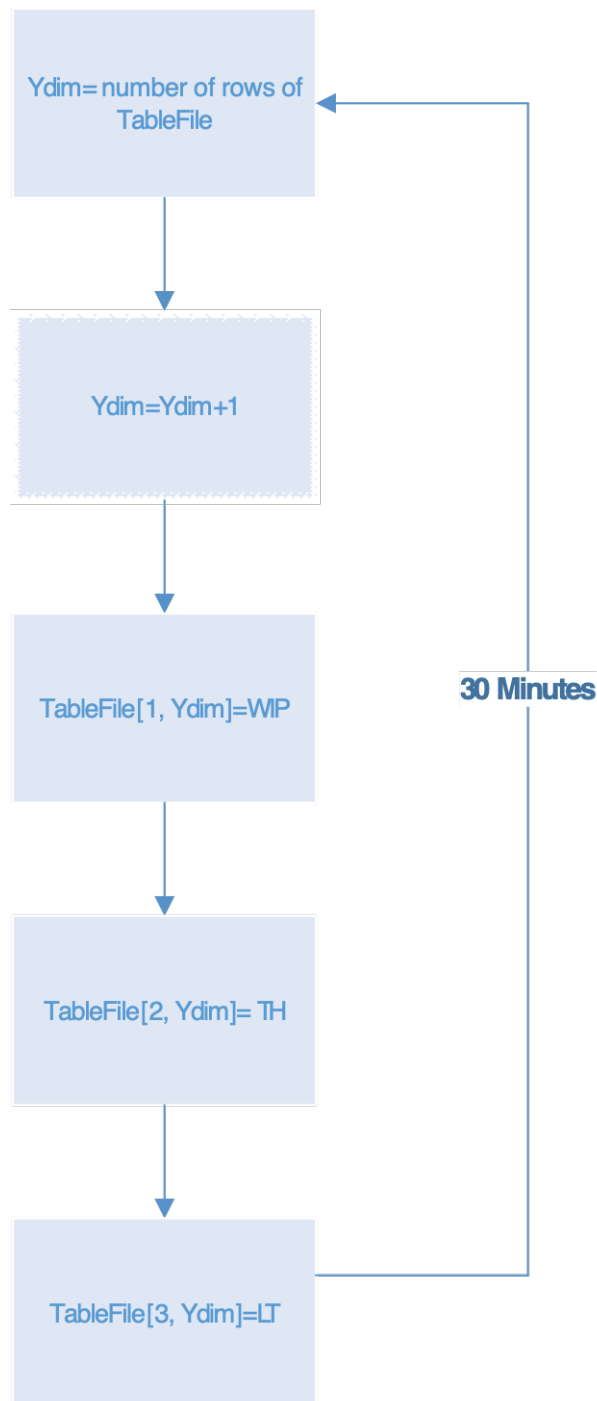 Ydim= number of rows of
TableFile
Ydim=Ydim+1
TableFile[1, Ydim]=WIP
30 Minutes
TableFile[2, Ydim]= TH
TableFile[3, Ydim]=LT